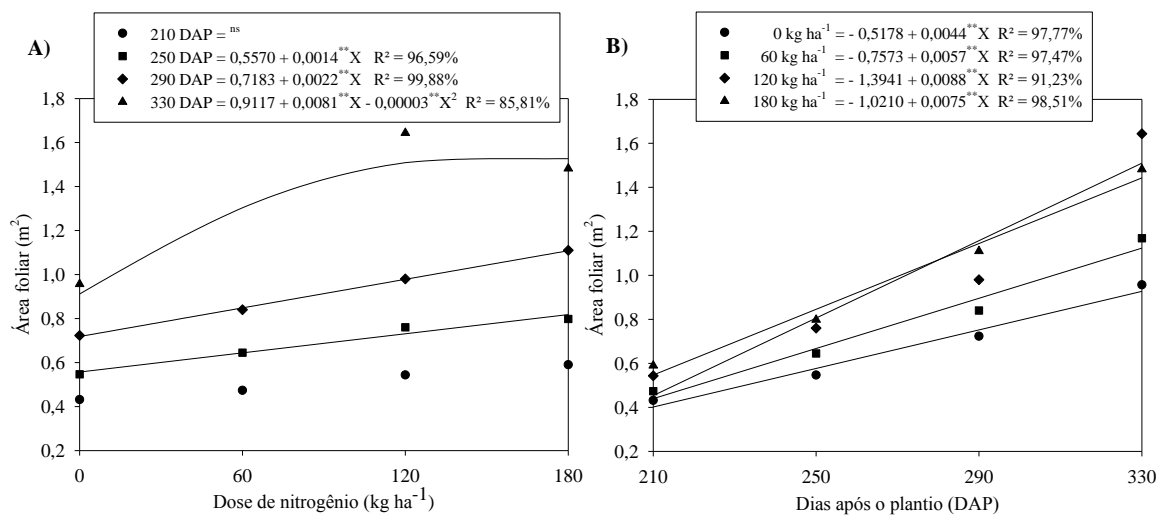 A)
210 DAP = ns
250 DAP = 0,5570 + 0,0014**X R² = 96,59%
290 DAP = 0,7183 + 0,0022**X R² = 99,88%
330 DAP = 0,9117 + 0,0081**X - 0,00003**X² R² = 85,81%
Área foliar (m²)
1,8
1,6
1,4
1,2
1,0
0,8
0,6
0,4
0,2
0 60 120 180
Dose de nitrogênio (kg ha⁻¹)
B)
0 kg ha⁻¹ = - 0,5178 + 0,0044**X R² = 97,77%
60 kg ha⁻¹ = - 0,7573 + 0,0057**X R² = 97,47%
120 kg ha⁻¹ = - 1,3941 + 0,0088**X R² = 91,23%
180 kg ha⁻¹ = - 1,0210 + 0,0075**X R² = 98,51%
Área foliar (m²)
1,8
1,6
1,4
1,2
1,0
0,8
0,6
0,4
0,2
210 250 290 330
Dias após o plantio (DAP)